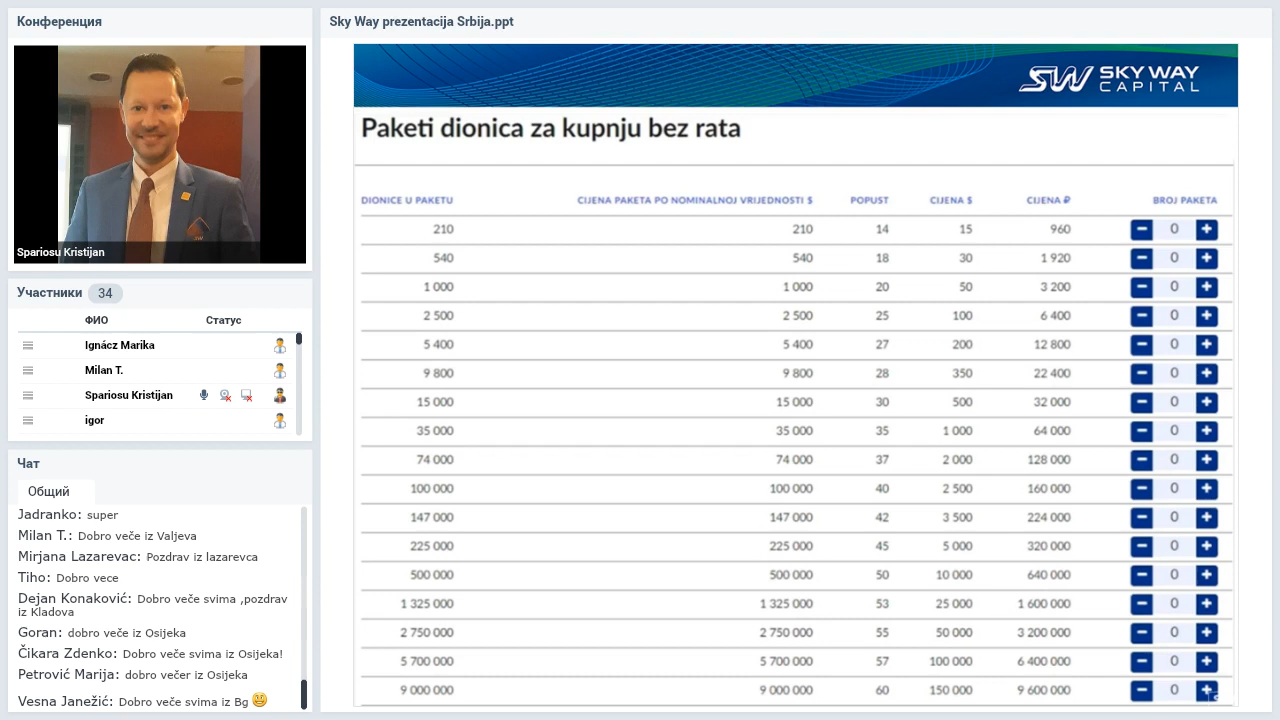 Конференция
Spariosu Kristijan
Участники 34
ФИО Статус
Ignácz Marika
Milan T.
Spariosu Kristijan
igor
Чат
Общий
Jadranko: super
Milan T.: Dobro veče iz Valjeva
Mirjana Lazarevac: Pozdrav iz lazarevca
Tiho: Dobro vece
Dejan Konaković: Dobro veče svima ,pozdrav
iz Kladova
Goran: dobro veče iz Osijeka
Čikara Zdenko: Dobro veče svima iz Osijeka!
Petrović Marija: dobro večer iz Osijeka
Vesna Janežić: Dobro veče svima iz Bg
Sky Way prezentacija Srbija.ppt
SW SKY WAY
CAPITAL
Paketi dionica za kupnju bez rata
DIONICE U PAKETU CIJENA PAKETA PO NOMINALNOJ VRIJEDNOSTI $ POPUST CIJENA $ CIJENA ₽ BROJ PAKETA
210 210 14 15 960 − 0 +
540 540 18 30 1 920 − 0 +
1 000 1 000 20 50 3 200 − 0 +
2 500 2 500 25 100 6 400 − 0 +
5 400 5 400 27 200 12 800 − 0 +
9 800 9 800 28 350 22 400 − 0 +
15 000 15 000 30 500 32 000 − 0 +
35 000 35 000 35 1 000 64 000 − 0 +
74 000 74 000 37 2 000 128 000 − 0 +
100 000 100 000 40 2 500 160 000 − 0 +
147 000 147 000 42 3 500 224 000 − 0 +
225 000 225 000 45 5 000 320 000 − 0 +
500 000 500 000 50 10 000 640 000 − 0 +
1 325 000 1 325 000 53 25 000 1 600 000 − 0 +
2 750 000 2 750 000 55 50 000 3 200 000 − 0 +
5 700 000 5 700 000 57 100 000 6 400 000 − 0 +
9 000 000 9 000 000 60 150 000 9 600 000 − 0 +